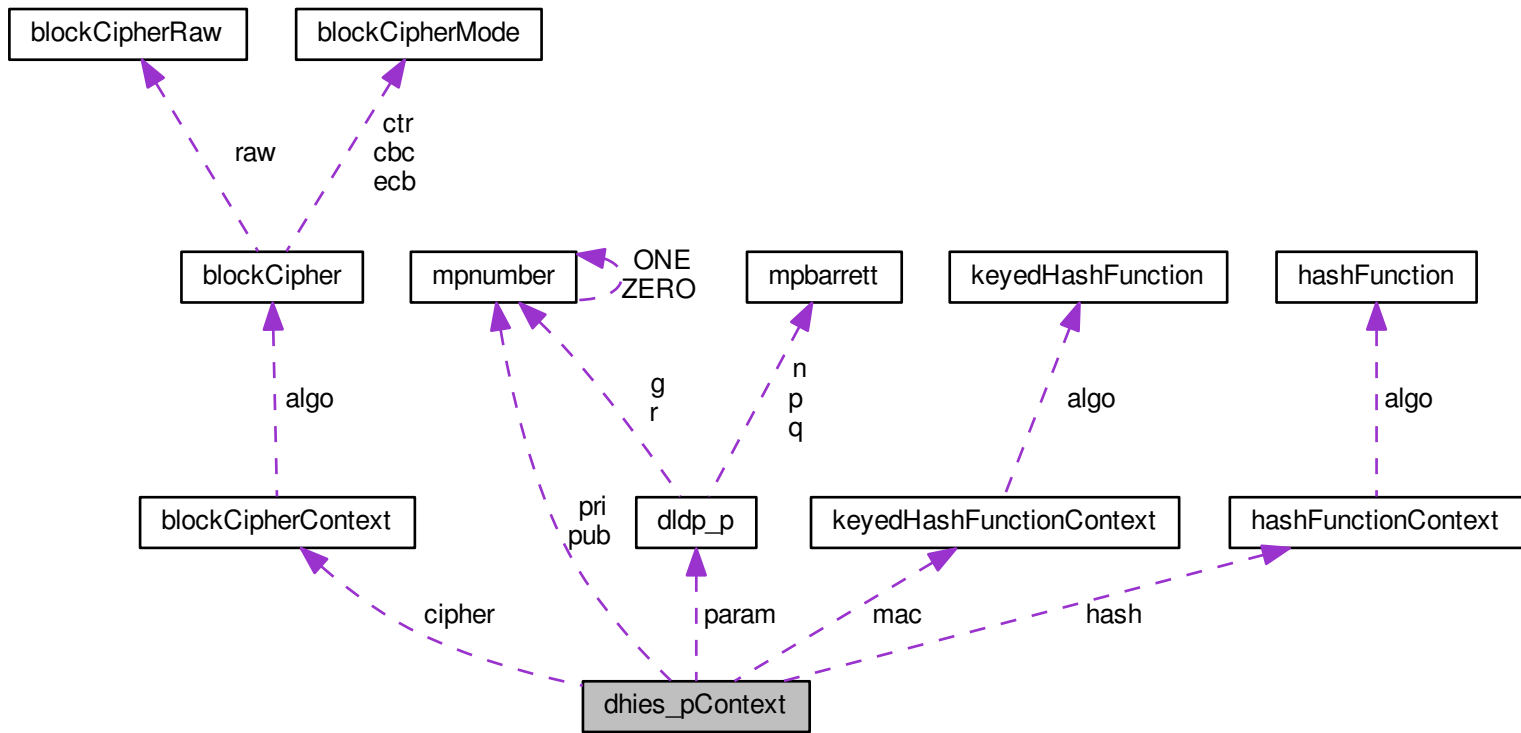 blockCipherRaw
blockCipherMode
raw
ctr
cbc
ecb
blockCipher
mpnumber
ONE
ZERO
mpbarrett
keyedHashFunction
hashFunction
algo
g
r
n
p
q
algo
algo
blockCipherContext
pri
pub
dldp_p
keyedHashFunctionContext
hashFunctionContext
cipher
param
mac
hash
dhies_pContext